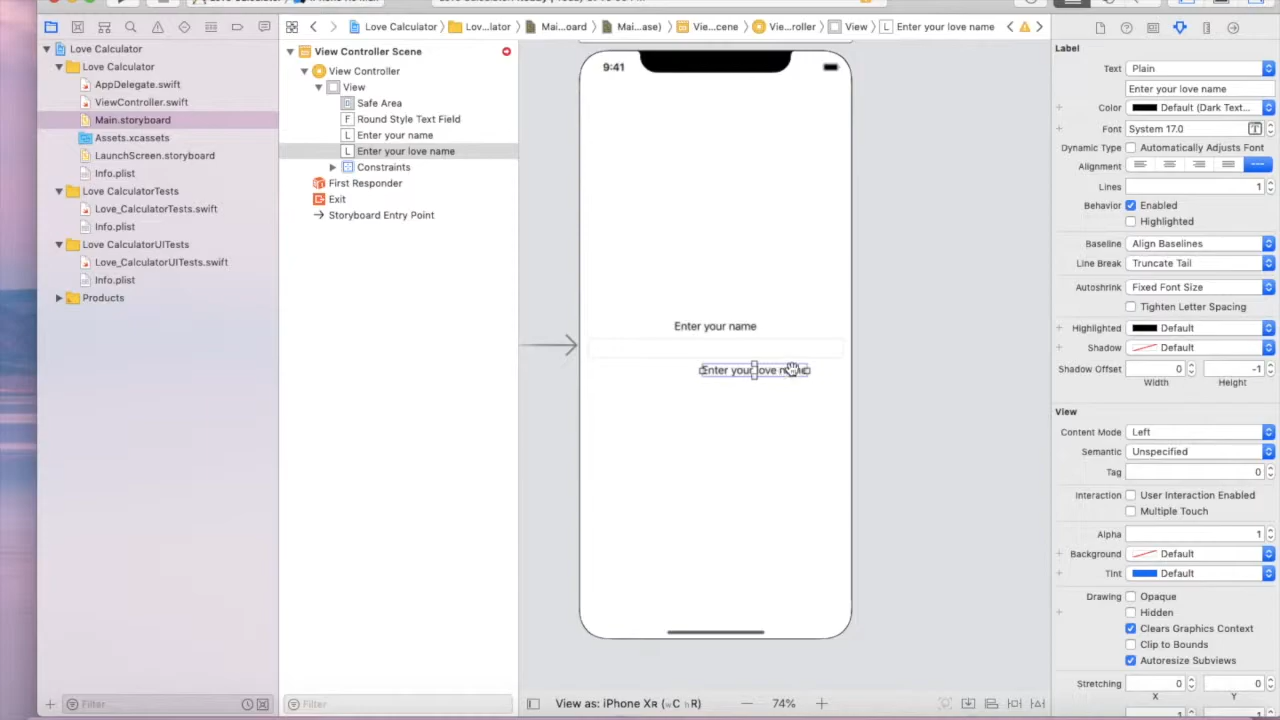 Love Calculator
Lov...lator
Mai...oard
Mai...ase)
Vie...cene
Vie...roller
View
L Enter your love name
Love Calculator
Love Calculator
AppDelegate.swift
ViewController.swift
Main.storyboard
Assets.xcassets
LaunchScreen.storyboard
Info.plist
Love CalculatorTests
Love_CalculatorTests.swift
Info.plist
Love CalculatorUITests
Love_CalculatorUITests.swift
Info.plist
Products
Filter
View Controller Scene
View Controller
View
Safe Area
F Round Style Text Field
L Enter your name
L Enter your love name
Constraints
First Responder
Exit
Storyboard Entry Point
Filter
9:41
Enter your name
Enter your love
View as: iPhone XR (wC hR)
74%
Label
Text Plain
Enter your love name
Color Default (Dark Text...
Font System 17.0
Dynamic Type Automatically Adjusts Font
Alignment
Lines 1
Behavior Enabled
Highlighted
Baseline Align Baselines
Line Break Truncate Tail
Autoshrink Fixed Font Size
Tighten Letter Spacing
Highlighted Default
Shadow Default
Shadow Offset 0 -1
Width Height
View
Content Mode Left
Semantic Unspecified
Tag 0
Interaction User Interaction Enabled
Multiple Touch
Alpha 1
Background Default
Tint Default
Drawing Opaque
Hidden
Clears Graphics Context
Clip to Bounds
Autoresize Subviews
Stretching 0 0
X Y